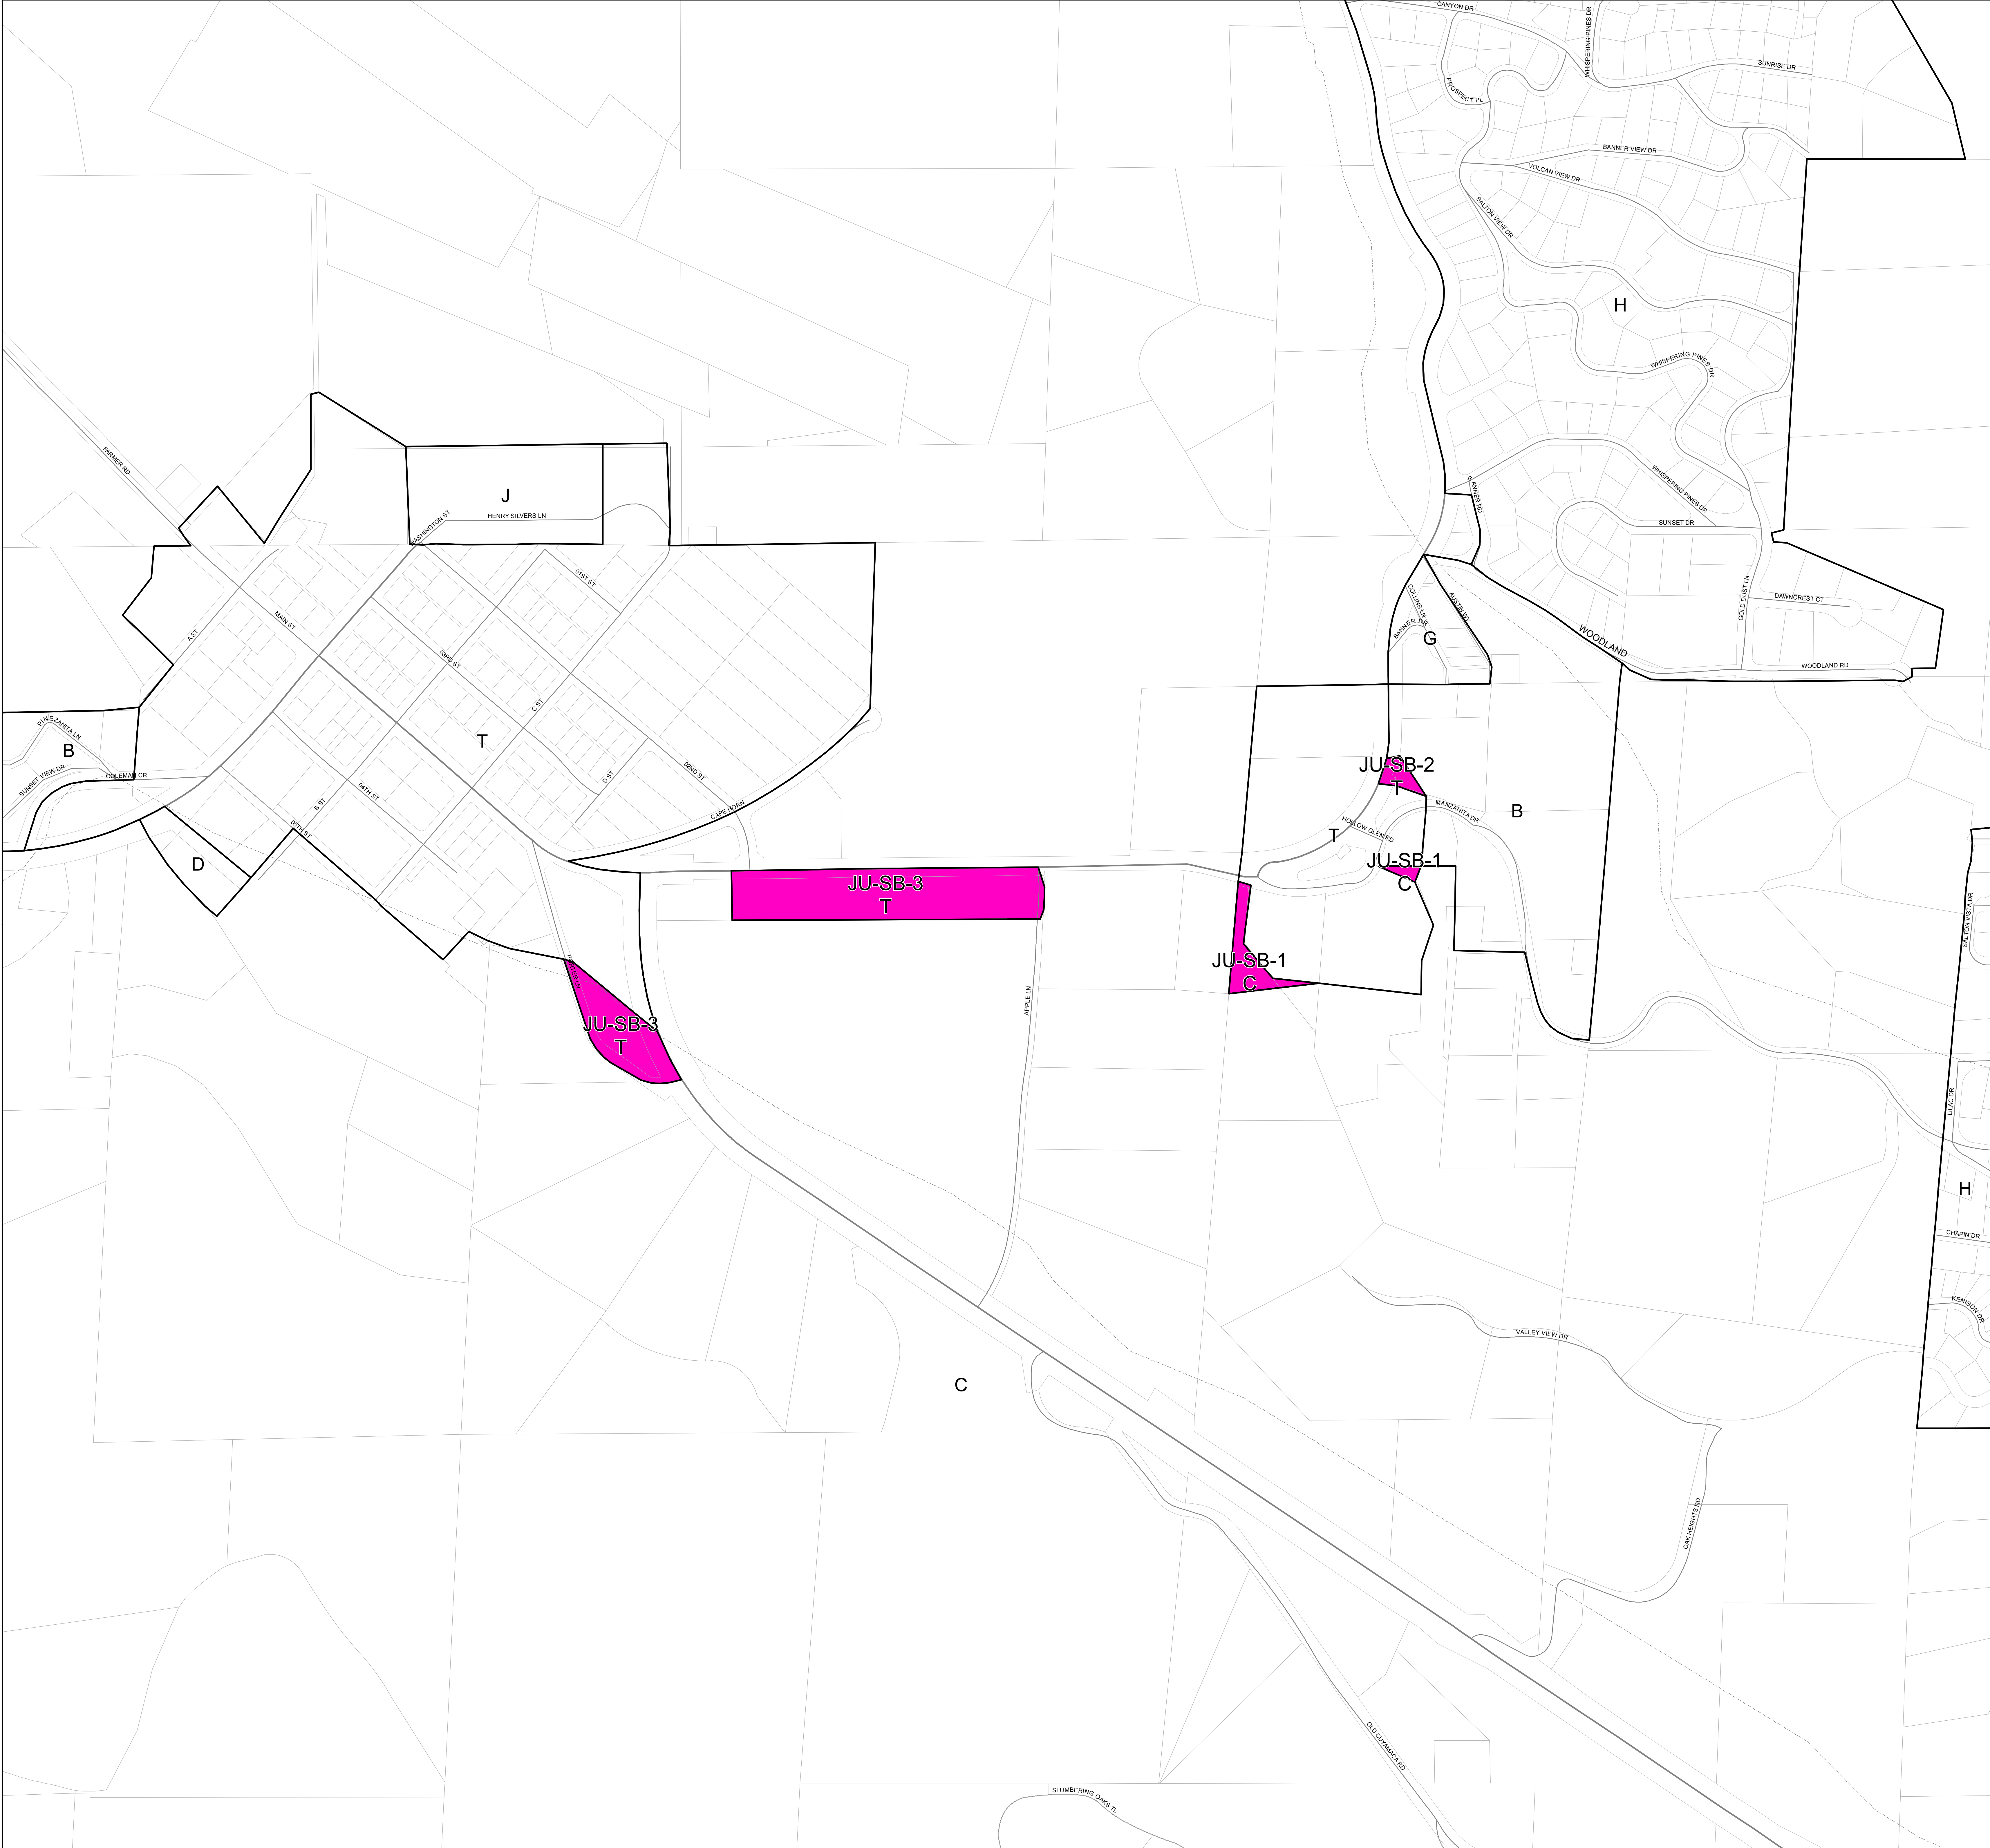 CANYON DR
WHISPERING PINES DR
SUNRISE DR
PROSPECT PL
BANNER VIEW DR
VOLCAN VIEW DR
SALTON VIEW DR
H
WHISPERING PINES DR
FARMER RD
J
WASHINGTON ST
HENRY SILVERS LN
BANNER RD
WHISPERING PINES DR
SUNSET DR
01ST ST
COLLINS LN
AUSTIN WY
GOLD DUST LN
DAWNCREST CT
MAIN ST
A ST
BANNER DR
G
WOODLAND
WOODLAND RD
03RD ST
C ST
T
PINEZANITA LN
B
SUNSET VIEW DR
COLEMAN CR
02ND ST
D ST
04TH ST
B ST
CAPE HORN
05TH ST
D
JU-SB-2
T
MANZANITA DR
B
HOLLOW GLEN RD
T
JU-SB-1
C
JU-SB-3
T
SALTON VISTA DR
JU-SB-1
C
PORTER LN
APPLE LN
JU-SB-3
T
LILAC DR
H
CHAPIN DR
KENISON DR
VALLEY VIEW DR
C
OAK HEIGHTS RD
OLD CUYAMACA RD
SLUMBERING OAKS TL